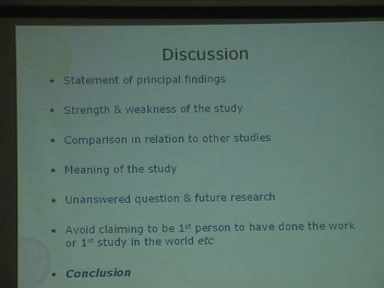 Discussion
• Statement of principal findings
• Strength & weakness of the study
• Comparison in relation to other studies
• Meaning of the study
• Unanswered question & future research
• Avoid claiming to be 1st person to have done the work
or 1st study in the world etc
• Conclusion